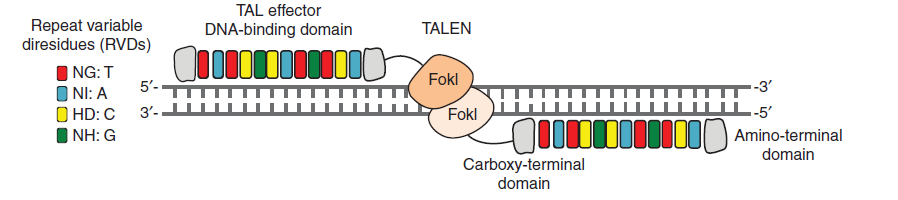 TAL effector
DNA-binding domain
TALEN
Repeat variable
diresidues (RVDs)
NG: T
NI: A
HD: C
NH: G
5′-
-3′
3′-
-5′
FokI
FokI
Carboxy-terminal
domain
Amino-terminal
domain